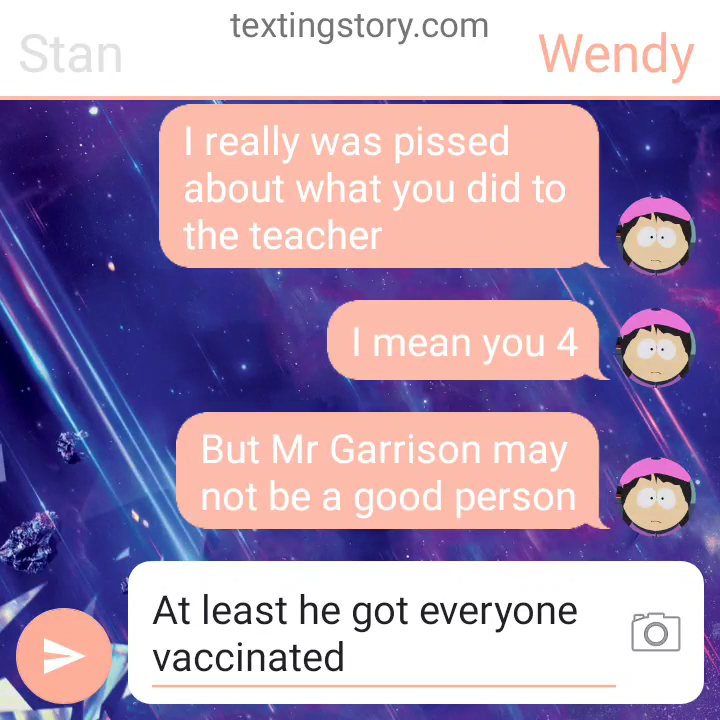 textingstory.com
Stan
Wendy
I really was pissed
about what you did to
the teacher
I mean you 4
But Mr Garrison may
not be a good person
At least he got everyone
vaccinated